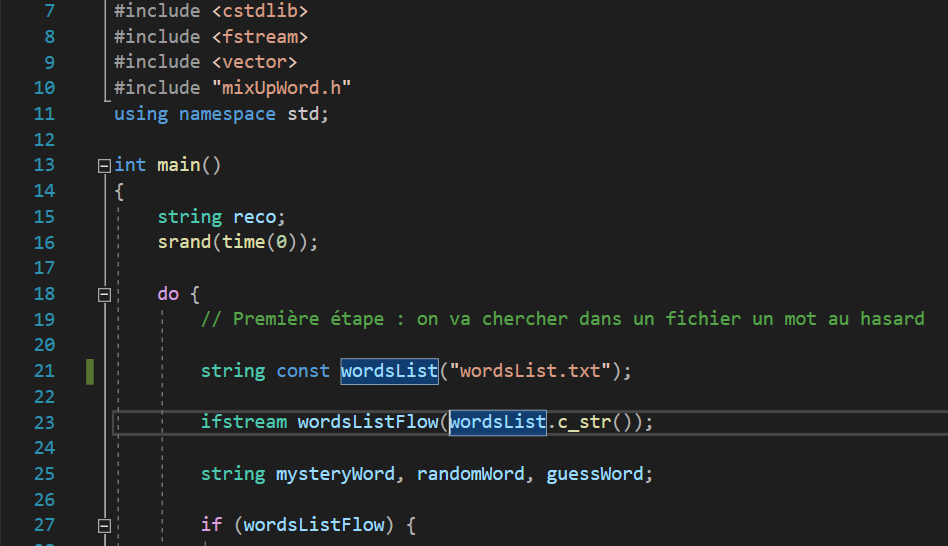 7 #include <cstdlib>
8 #include <fstream>
9 #include <vector>
10 #include "mixUpWord.h"
11 using namespace std;
12
13 int main()
14 {
15 string reco;
16 srand(time(0));
17
18 do {
19 // Première étape : on va chercher dans un fichier un mot au hasard
20
21 string const wordsList("wordsList.txt");
22
23 ifstream wordsListFlow(wordsList.c_str());
24
25 string mysteryWord, randomWord, guessWord;
26
27 if (wordsListFlow) {